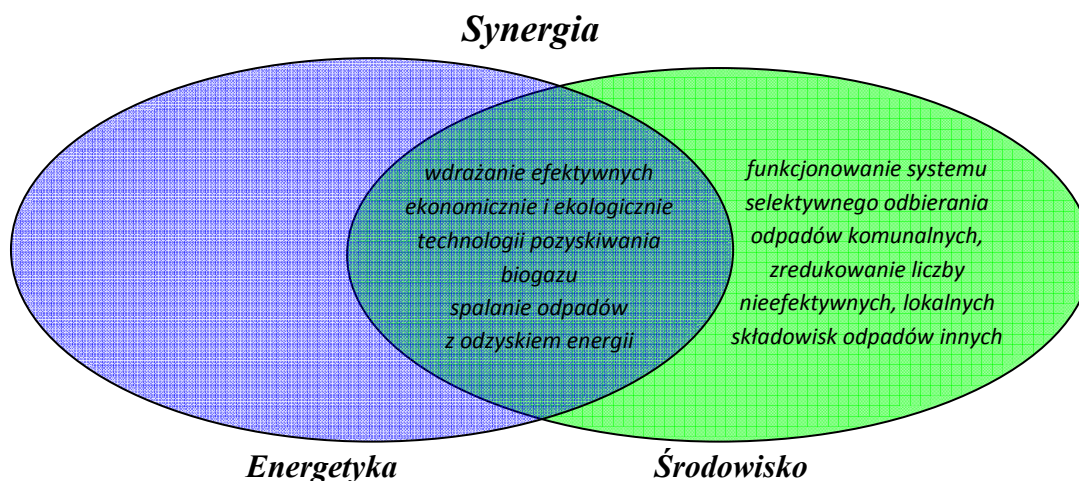 Synergia
wdrażanie efektywnych
ekonomicznie i ekologicznie
technologii pozyskiwania
biogazu
spalanie odpadów
z odzyskiem energii
funkcjonowanie systemu
selektywnego odbierania
odpadów komunalnych,
zredukowanie liczby
nieefektywnych, lokalnych
składowisk odpadów innych
Energetyka
Środowisko